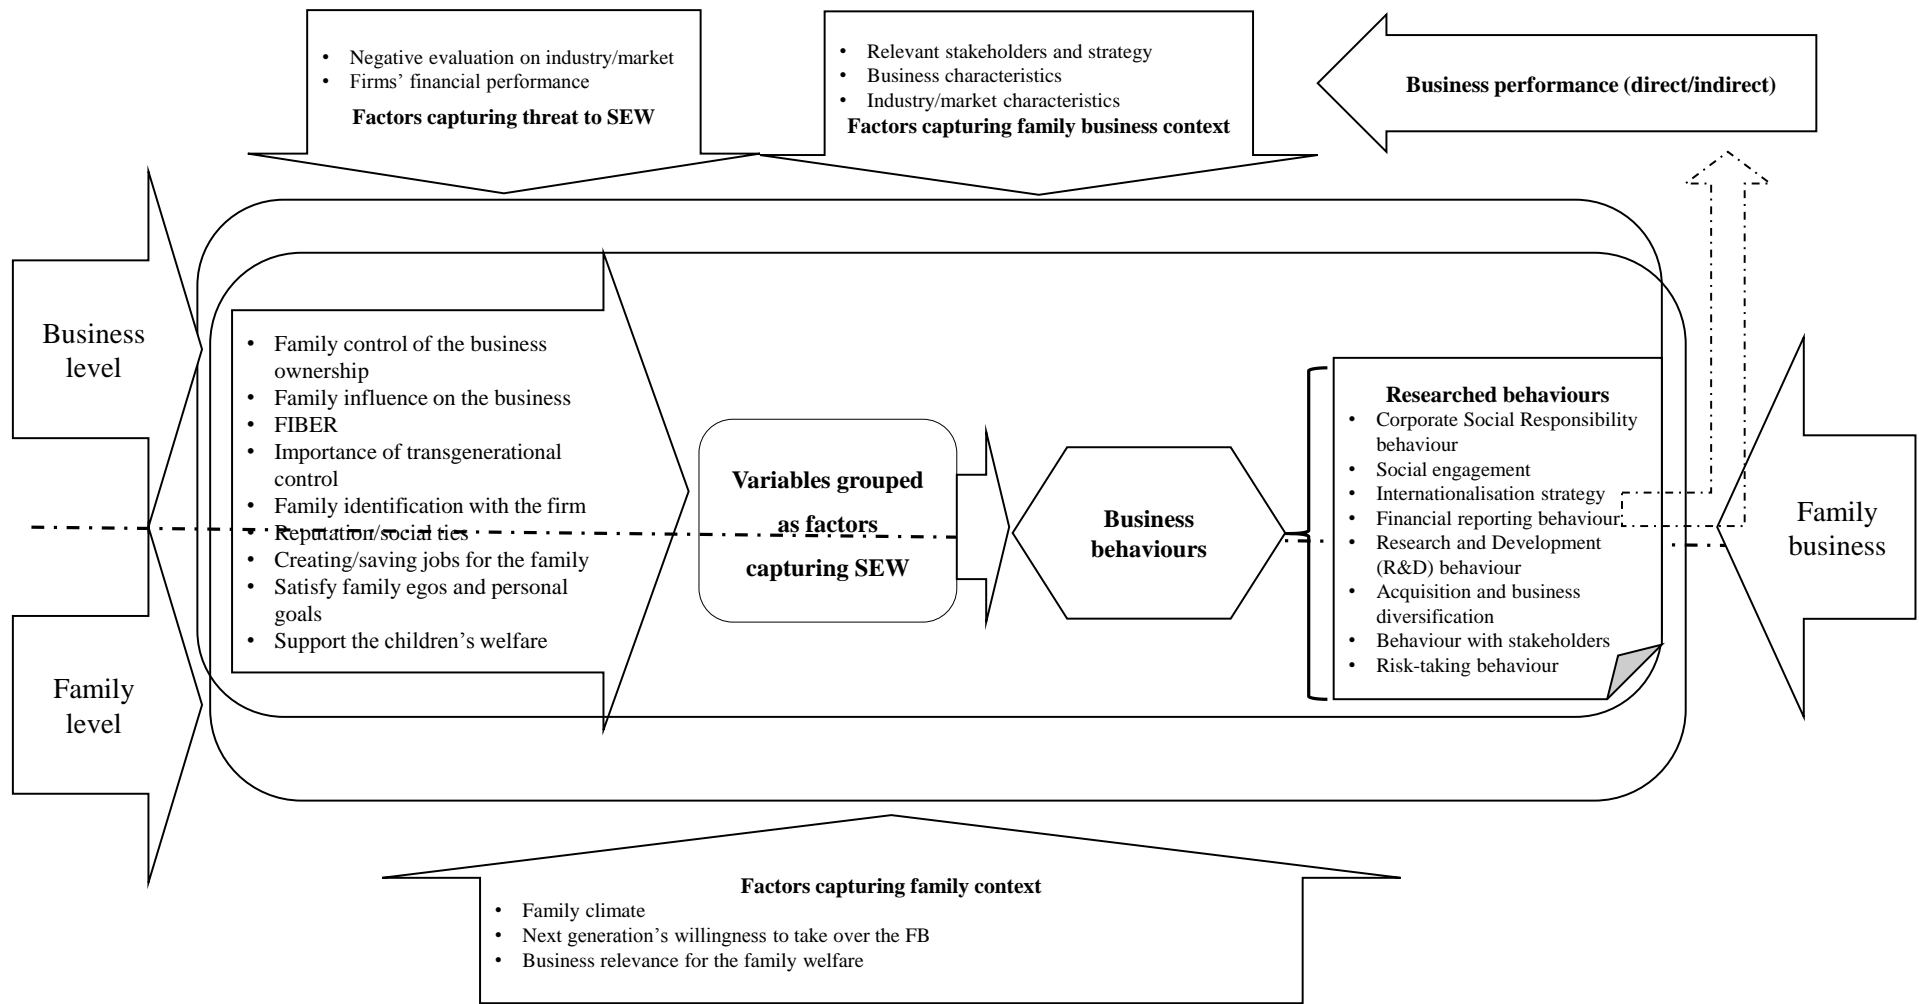 • Negative evaluation on industry/market
• Firms’ financial performance
Factors capturing threat to SEW
• Relevant stakeholders and strategy
• Business characteristics
• Industry/market characteristics
Factors capturing family business context
Business performance (direct/indirect)
Business
level
Family
level
• Family control of the business
ownership
• Family influence on the business
• FIBER
• Importance of transgenerational
control
• Family identification with the firm
• Reputation/social ties
• Creating/saving jobs for the family
• Satisfy family egos and personal
goals
• Support the children’s welfare
Variables grouped
as factors
capturing SEW
Business
behaviours
Researched behaviours
• Corporate Social Responsibility
behaviour
• Social engagement
• Internationalisation strategy
• Financial reporting behaviour
• Research and Development
(R&D) behaviour
• Acquisition and business
diversification
• Behaviour with stakeholders
• Risk-taking behaviour
Family
business
Factors capturing family context
• Family climate
• Next generation’s willingness to take over the FB
• Business relevance for the family welfare